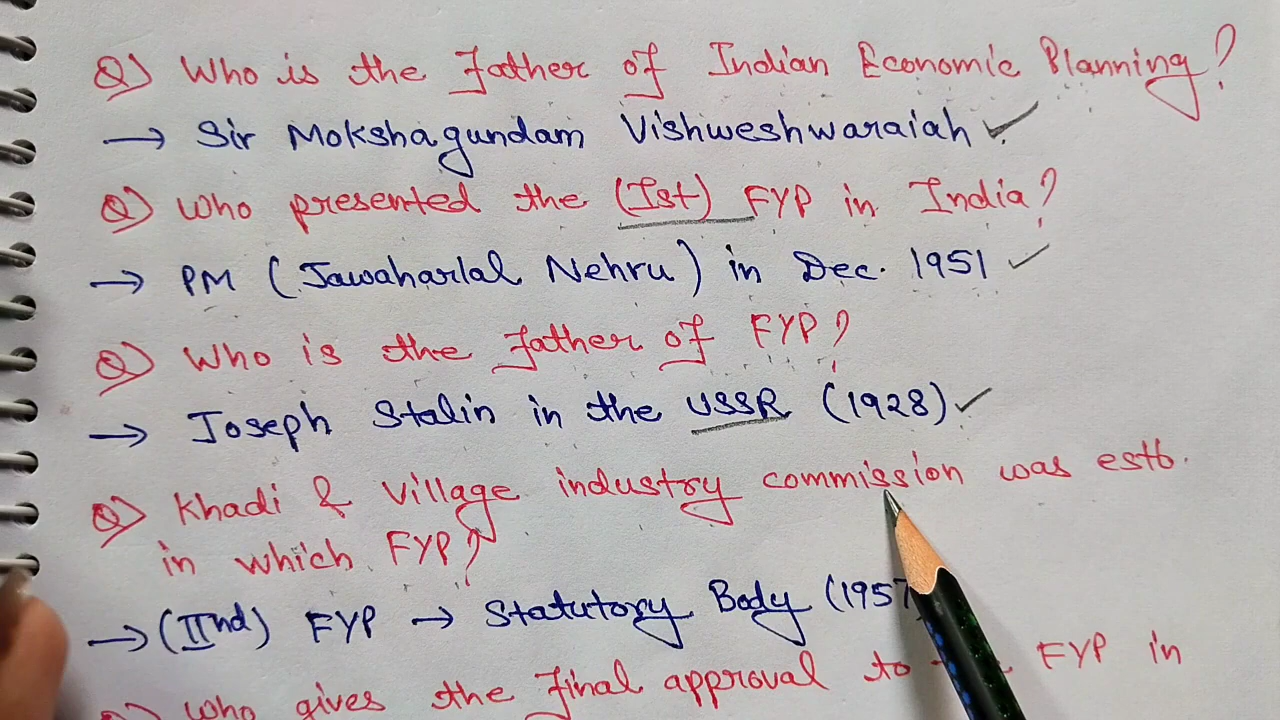 Q) Who is the father of Indian Economic Planning?
→ Sir Mokshagundam Vishweshwaraiah ✓
Q) Who presented the (Ist) FYP in India?
→ PM (Jawaharlal Nehru) in Dec. 1951 ✓
Q) Who is the father of FYP?
→ Joseph Stalin in the USSR (1928) ✓
Q) Khadi & Village industry commission was estb.
in which FYP?
→ (IInd) FYP → Statutory Body (1957
Q) Who gives the final approval to FYP in